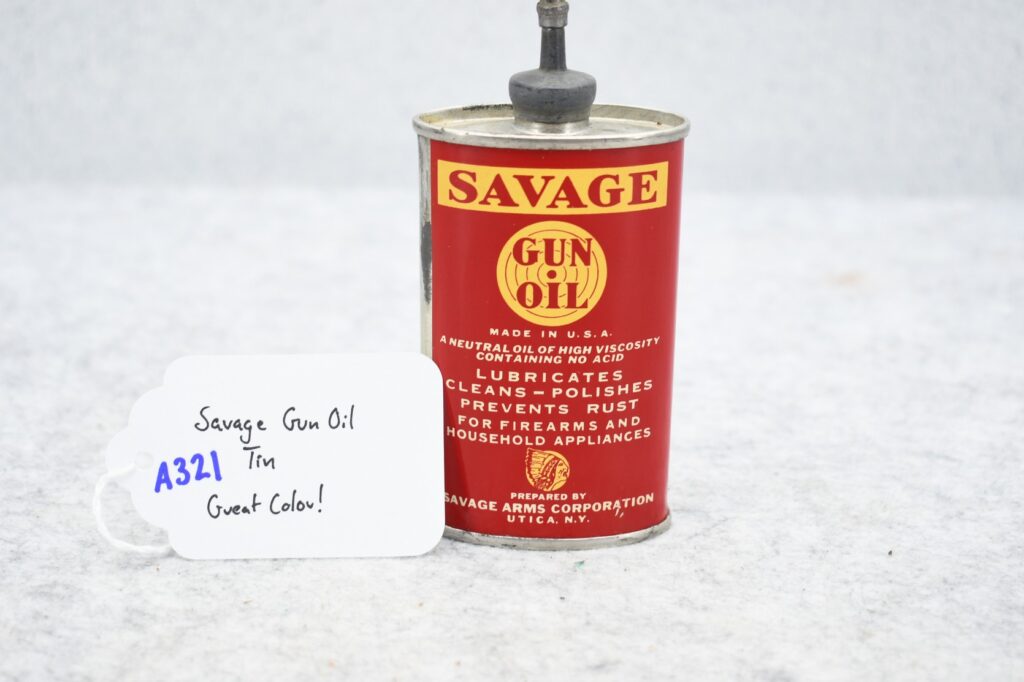 SAVAGE
GUN
OIL
MADE IN U.S.A.
A NEUTRAL OIL OF HIGH VISCOSITY
CONTAINING NO ACID
LUBRICATES
CLEANS – POLISHES
PREVENTS RUST
FOR FIREARMS AND
HOUSEHOLD APPLIANCES
PREPARED BY
SAVAGE ARMS CORPORATION
UTICA, N.Y.
Savage Gun Oil
A321 Tin
Great Colour!